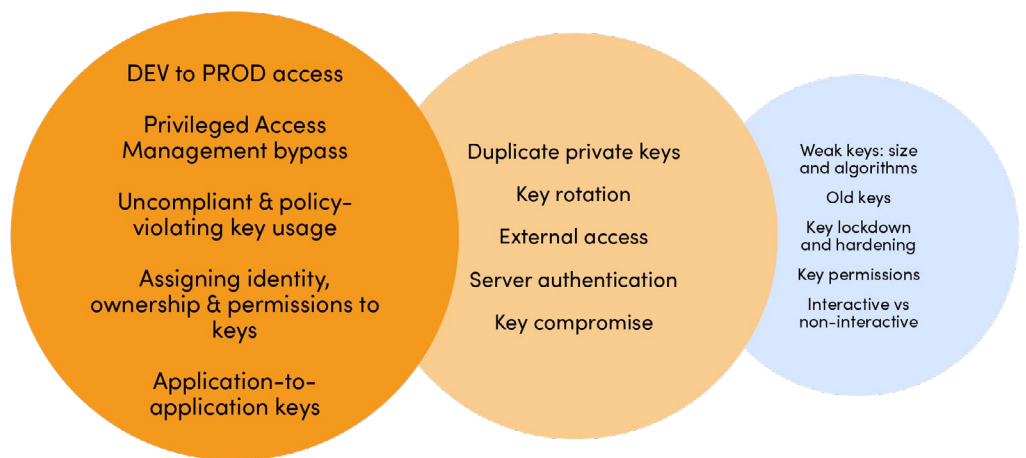 DEV to PROD access
Privileged Access
Management bypass
Uncompliant & policy-
violating key usage
Assigning identity,
ownership & permissions to
keys
Application-to-
application keys
Duplicate private keys
Key rotation
External access
Server authentication
Key compromise
Weak keys: size
and algorithms
Old keys
Key lockdown
and hardening
Key permissions
Interactive vs
non-interactive